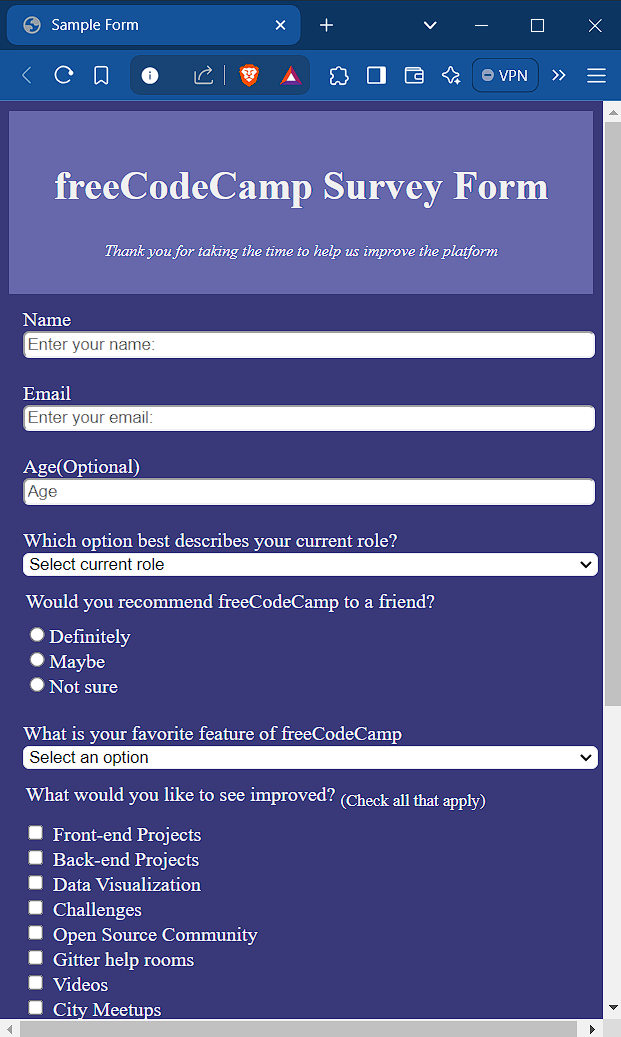 Sample Form
VPN
freeCodeCamp Survey Form
Thank you for taking the time to help us improve the platform
Name
Enter your name:
Email
Enter your email:
Age(Optional)
Age
Which option best describes your current role?
Select current role
Would you recommend freeCodeCamp to a friend?
Definitely
Maybe
Not sure
What is your favorite feature of freeCodeCamp
Select an option
What would you like to see improved? (Check all that apply)
Front-end Projects
Back-end Projects
Data Visualization
Challenges
Open Source Community
Gitter help rooms
Videos
City Meetups